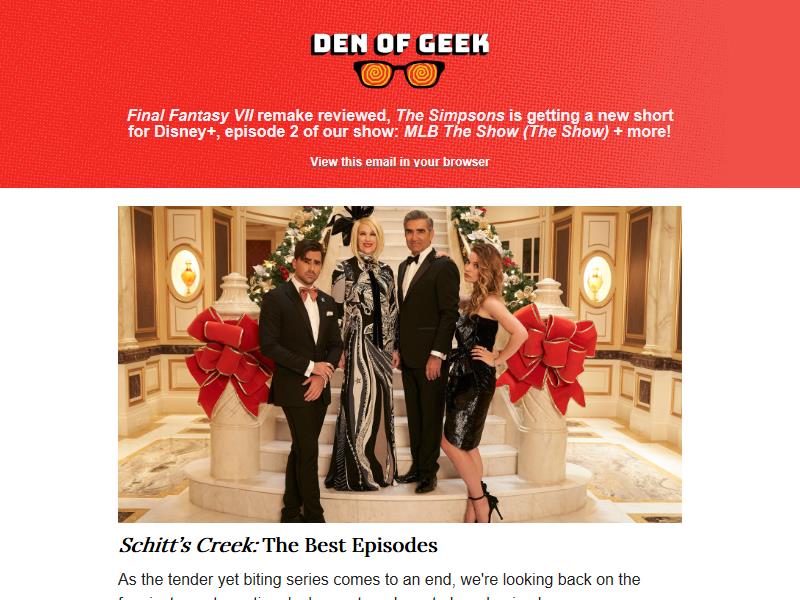 DEN OF GEEK
Final Fantasy VII remake reviewed, The Simpsons is getting a new short
for Disney+, episode 2 of our show: MLB The Show (The Show) + more!
View this email in your browser
Schitt's Creek: The Best Episodes
As the tender yet biting series comes to an end, we're looking back on the